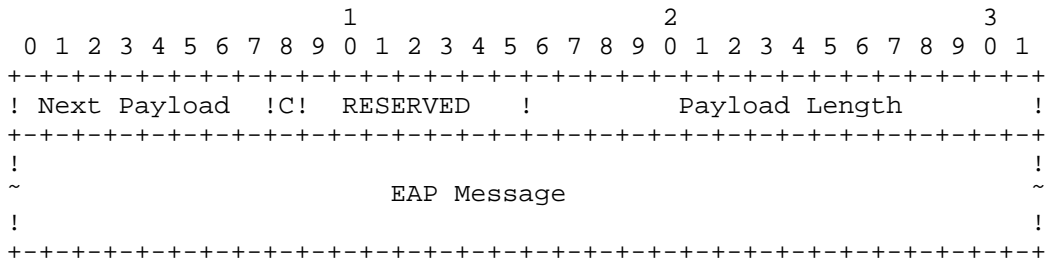 1                   2                   3
 0 1 2 3 4 5 6 7 8 9 0 1 2 3 4 5 6 7 8 9 0 1 2 3 4 5 6 7 8 9 0 1
+-+-+-+-+-+-+-+-+-+-+-+-+-+-+-+-+-+-+-+-+-+-+-+-+-+-+-+-+-+-+-+-+
! Next Payload  !C!  RESERVED   !         Payload Length        !
+-+-+-+-+-+-+-+-+-+-+-+-+-+-+-+-+-+-+-+-+-+-+-+-+-+-+-+-+-+-+-+-+
!                                                               !
~                       EAP Message                             ~
!                                                               !
+-+-+-+-+-+-+-+-+-+-+-+-+-+-+-+-+-+-+-+-+-+-+-+-+-+-+-+-+-+-+-+-+